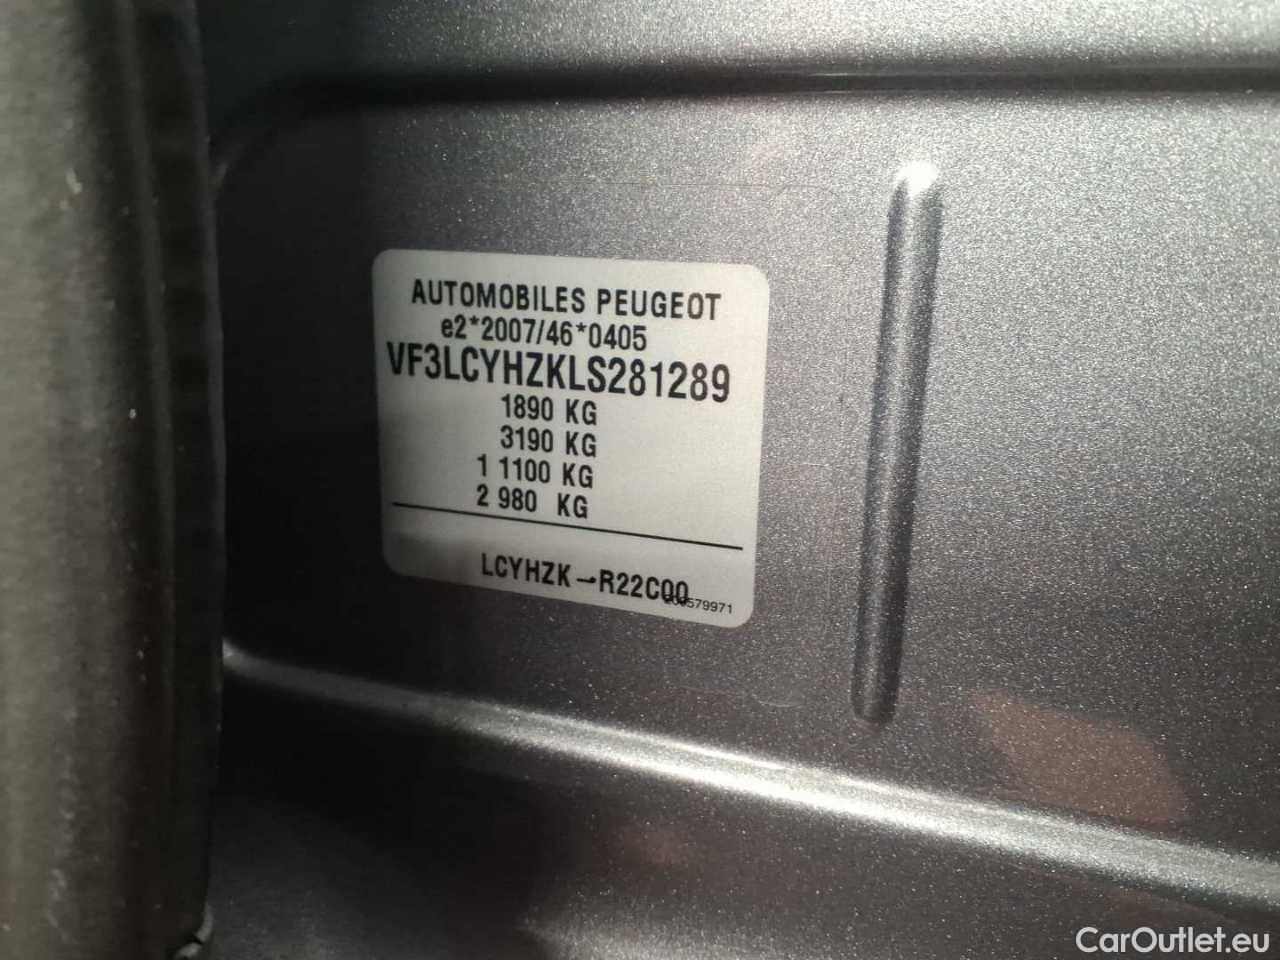 AUTOMOBILES PEUGEOT
e2*2007/46*0405
VF3LCYHZKLS281289
1890 KG
3190 KG
1 1100 KG
2 980 KG
LCYHZK→R22C00
CarOutlet.eu